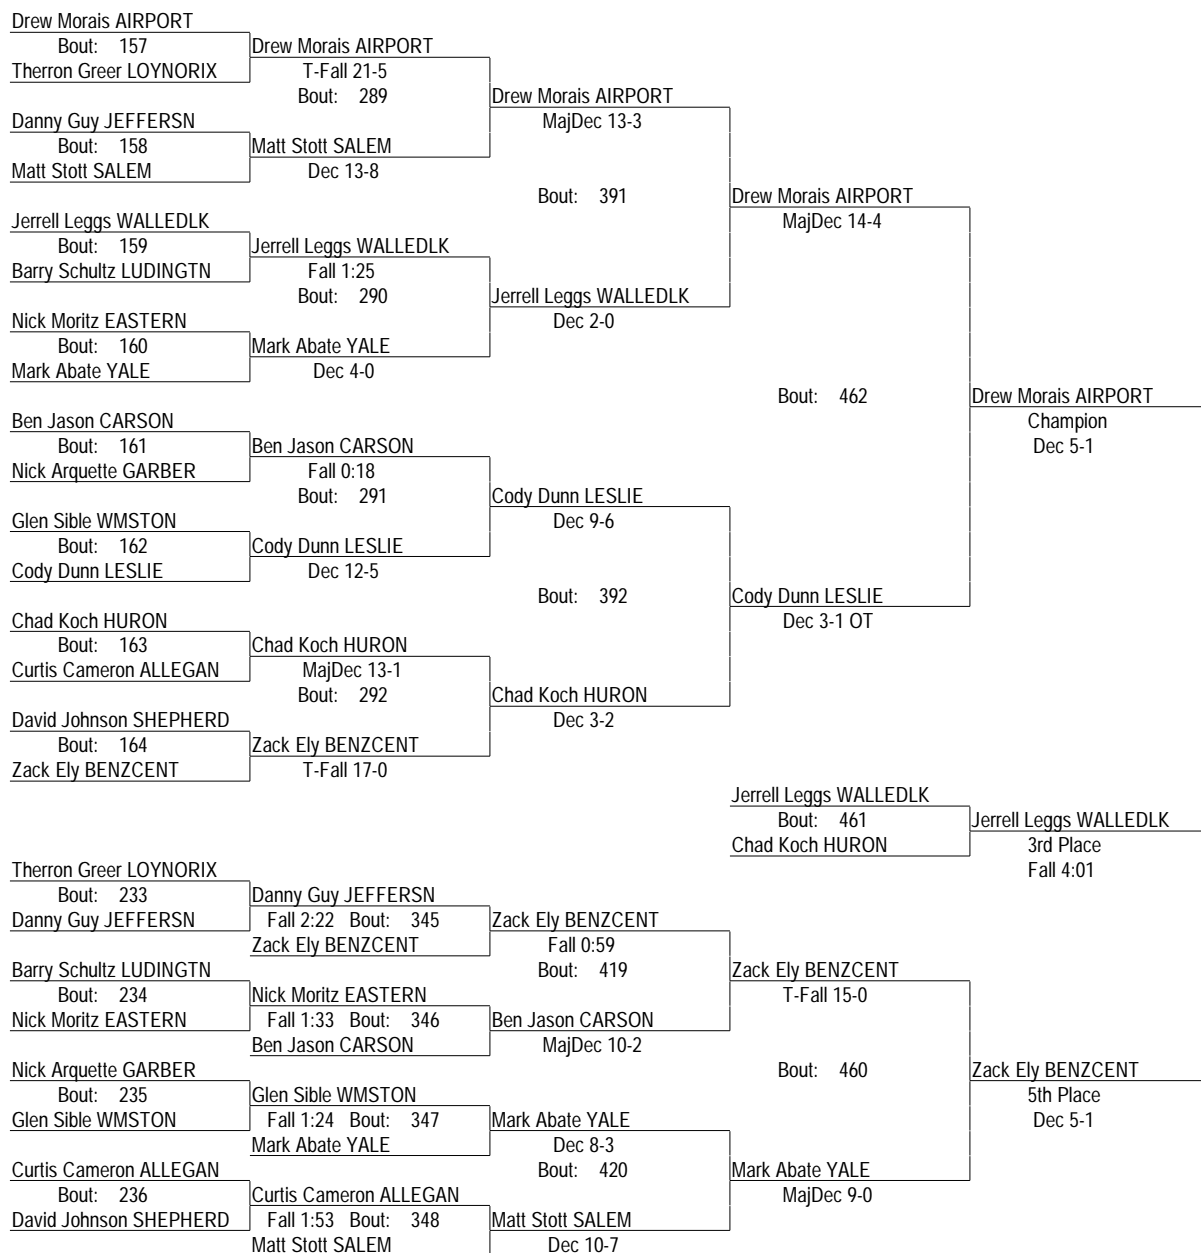 Drew Morais AIRPORT
Bout: 157 Drew Morais AIRPORT
Therron Greer LOYNORIX T-Fall 21-5
Bout: 289 Drew Morais AIRPORT
Danny Guy JEFFERSN MajDec 13-3
Bout: 158 Matt Stott SALEM
Matt Stott SALEM Dec 13-8
Bout: 391 Drew Morais AIRPORT
Jerrell Leggs WALLEDLK MajDec 14-4
Bout: 159 Jerrell Leggs WALLEDLK
Barry Schultz LUDINGTN Fall 1:25
Bout: 290 Jerrell Leggs WALLEDLK
Nick Moritz EASTERN Dec 2-0
Bout: 160 Mark Abate YALE
Mark Abate YALE Dec 4-0
Bout: 462 Drew Morais AIRPORT
Ben Jason CARSON Champion
Bout: 161 Ben Jason CARSON Dec 5-1
Nick Arquette GARBER Fall 0:18
Bout: 291 Cody Dunn LESLIE
Glen Sible WMSTON Dec 9-6
Bout: 162 Cody Dunn LESLIE
Cody Dunn LESLIE Dec 12-5
Bout: 392 Cody Dunn LESLIE
Chad Koch HURON Dec 3-1 OT
Bout: 163 Chad Koch HURON
Curtis Cameron ALLEGAN MajDec 13-1
Bout: 292 Chad Koch HURON
David Johnson SHEPHERD Dec 3-2
Bout: 164 Zack Ely BENZCENT
Zack Ely BENZCENT T-Fall 17-0
Jerrell Leggs WALLEDLK
Bout: 461 Jerrell Leggs WALLEDLK
Chad Koch HURON 3rd Place
Therron Greer LOYNORIX Fall 4:01
Bout: 233 Danny Guy JEFFERSN
Danny Guy JEFFERSN Fall 2:22 Bout: 345 Zack Ely BENZCENT
Zack Ely BENZCENT Fall 0:59
Barry Schultz LUDINGTN Bout: 419 Zack Ely BENZCENT
Bout: 234 Nick Moritz EASTERN T-Fall 15-0
Nick Moritz EASTERN Fall 1:33 Bout: 346 Ben Jason CARSON
Ben Jason CARSON MajDec 10-2
Nick Arquette GARBER Bout: 460 Zack Ely BENZCENT
Bout: 235 Glen Sible WMSTON 5th Place
Glen Sible WMSTON Fall 1:24 Bout: 347 Mark Abate YALE Dec 5-1
Mark Abate YALE Dec 8-3
Curtis Cameron ALLEGAN Bout: 420 Mark Abate YALE
Bout: 236 Curtis Cameron ALLEGAN MajDec 9-0
David Johnson SHEPHERD Fall 1:53 Bout: 348 Matt Stott SALEM
Matt Stott SALEM Dec 10-7